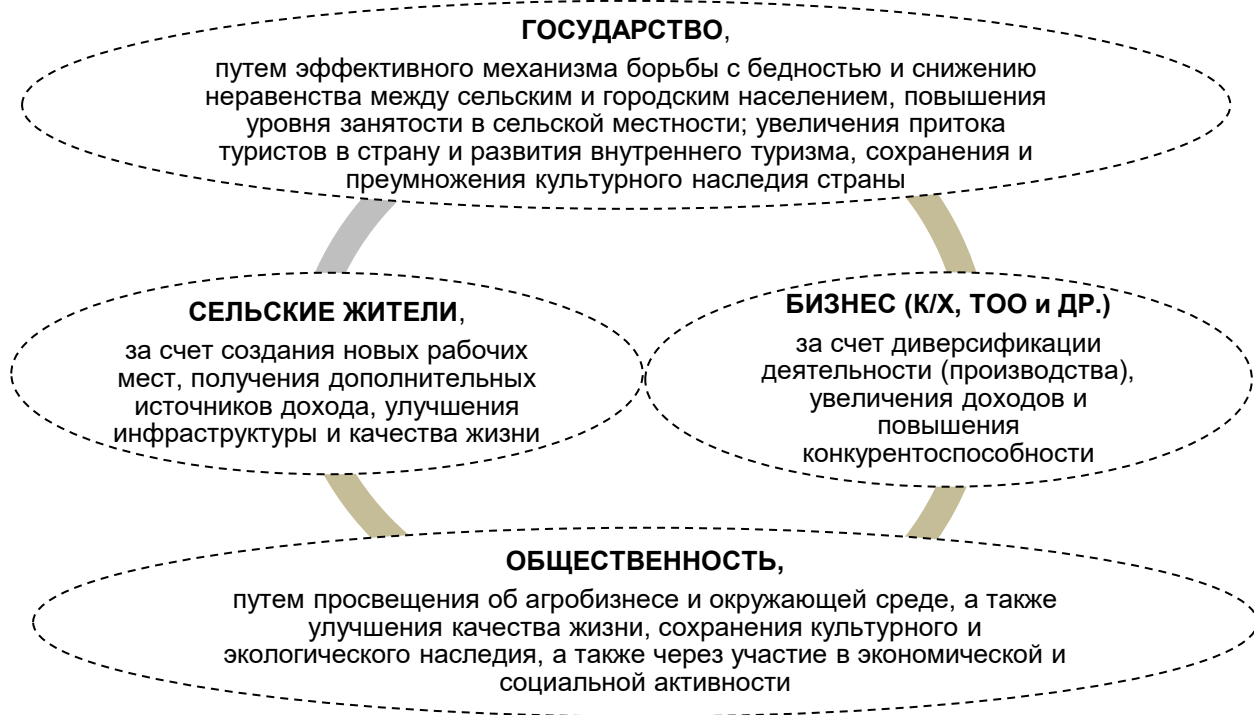 ГОСУДАРСТВО,
путем эффективного механизма борьбы с бедностью и снижению
неравенства между сельским и городским населением, повышения
уровня занятости в сельской местности; увеличения притока
туристов в страну и развития внутреннего туризма, сохранения и
преумножения культурного наследия страны
СЕЛЬСКИЕ ЖИТЕЛИ,
за счет создания новых рабочих
мест, получения дополнительных
источников дохода, улучшения
инфраструктуры и качества жизни
БИЗНЕС (К/Х, ТОО и ДР.)
за счет диверсификации
деятельности (производства),
увеличения доходов и
повышения
конкурентоспособности
ОБЩЕСТВЕННОСТЬ,
путем просвещения об агробизнесе и окружающей среде, а также
улучшения качества жизни, сохранения культурного и
экологического наследия, а также через участие в экономической и
социальной активности